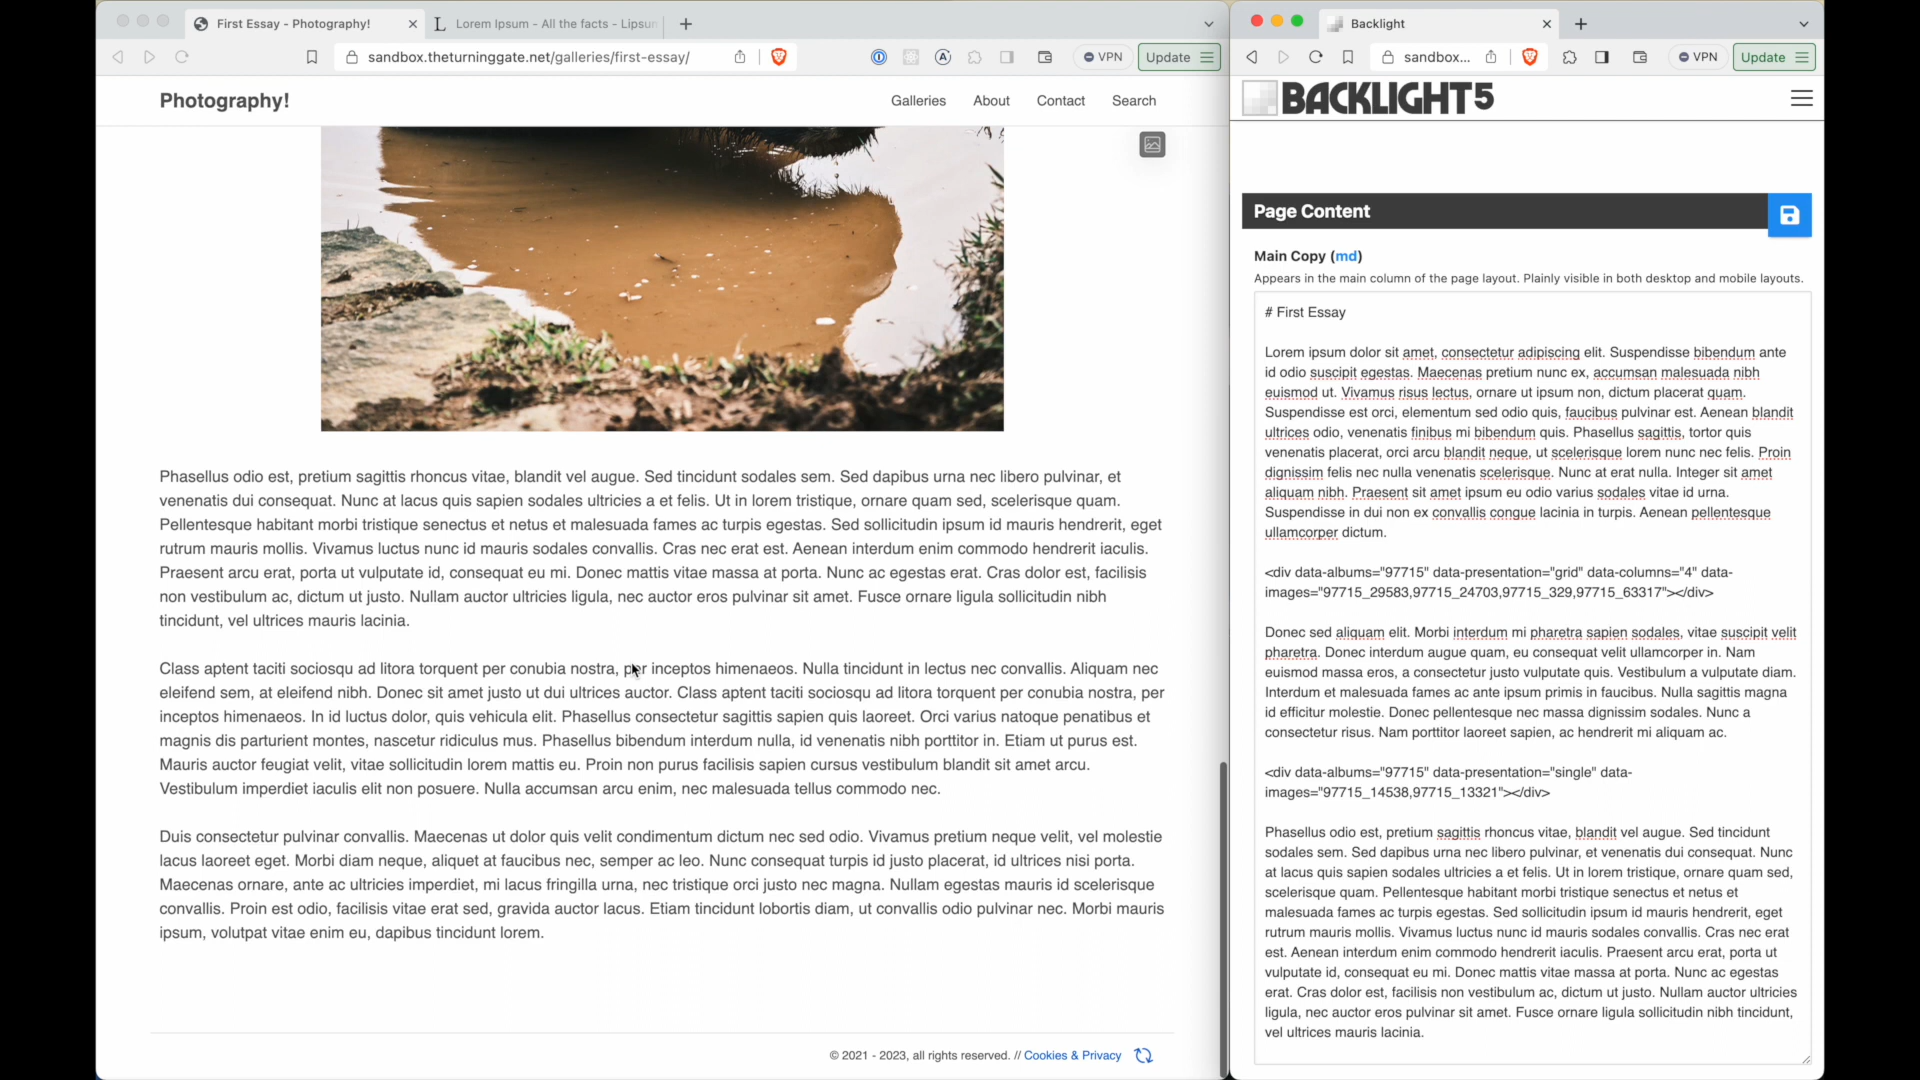 First Essay - Photography!
Lorem Ipsum - All the facts - Lipsu
sandbox.theturninggate.net/galleries/first-essay/
VPN
Update
Photography!
Galleries
About
Contact
Search
Phasellus odio est, pretium sagittis rhoncus vitae, blandit vel augue. Sed tincidunt sodales sem. Sed dapibus urna nec libero pulvinar, et
venenatis dui consequat. Nunc at lacus quis sapien sodales ultricies a et felis. Ut in lorem tristique, ornare quam sed, scelerisque quam.
Pellentesque habitant morbi tristique senectus et netus et malesuada fames ac turpis egestas. Sed sollicitudin ipsum id mauris hendrerit, eget
rutrum mauris mollis. Vivamus luctus nunc id mauris sodales convallis. Cras nec erat est. Aenean interdum enim commodo hendrerit iaculis.
Praesent arcu erat, porta ut vulputate id, consequat eu mi. Donec mattis vitae massa at porta. Nunc ac egestas erat. Cras dolor est, facilisis
non vestibulum ac, dictum ut justo. Nullam auctor ultricies ligula, nec auctor eros pulvinar sit amet. Fusce ornare ligula sollicitudin nibh
tincidunt, vel ultrices mauris lacinia.
Class aptent taciti sociosqu ad litora torquent per conubia nostra, per inceptos himenaeos. Nulla tincidunt in lectus nec convallis. Aliquam nec
eleifend sem, at eleifend nibh. Donec sit amet justo ut dui ultrices auctor. Class aptent taciti sociosqu ad litora torquent per conubia nostra, per
inceptos himenaeos. In id luctus dolor, quis vehicula elit. Phasellus consectetur sagittis sapien quis laoreet. Orci varius natoque penatibus et
magnis dis parturient montes, nascetur ridiculus mus. Phasellus bibendum interdum nulla, id venenatis nibh porttitor in. Etiam ut purus est.
Mauris auctor feugiat velit, vitae sollicitudin lorem mattis eu. Proin non purus facilisis sapien cursus vestibulum blandit sit amet arcu.
Vestibulum imperdiet iaculis elit non posuere. Nulla accumsan arcu enim, nec malesuada tellus commodo nec.
Duis consectetur pulvinar convallis. Maecenas ut dolor quis velit condimentum dictum nec sed odio. Vivamus pretium neque velit, vel molestie
lacus laoreet eget. Morbi diam neque, aliquet at faucibus nec, semper ac leo. Nunc consequat turpis id justo placerat, id ultrices nisi porta.
Maecenas ornare, ante ac ultricies imperdiet, mi lacus fringilla urna, nec tristique orci justo nec magna. Nullam egestas mauris id scelerisque
convallis. Proin est odio, facilisis vitae erat sed, gravida auctor lacus. Etiam tincidunt lobortis diam, ut convallis odio pulvinar nec. Morbi mauris
ipsum, volutpat vitae enim eu, dapibus tincidunt lorem.
© 2021 - 2023, all rights reserved. // Cookies & Privacy
Backlight
sandbox...
VPN
Update
BACKLIGHT 5
Page Content
Main Copy (md)
Appears in the main column of the page layout. Plainly visible in both desktop and mobile layouts.
# First Essay
Lorem ipsum dolor sit amet, consectetur adipiscing elit. Suspendisse bibendum ante
id odio suscipit egestas. Maecenas pretium nunc ex, accumsan malesuada nibh
euismod ut. Vivamus risus lectus, ornare ut ipsum non, dictum placerat quam.
Suspendisse est orci, elementum sed odio quis, faucibus pulvinar est. Aenean blandit
ultrices odio, venenatis finibus mi bibendum quis. Phasellus sagittis, tortor quis
venenatis placerat, orci arcu blandit neque, ut scelerisque lorem nunc nec felis. Proin
dignissim felis nec nulla venenatis scelerisque. Nunc at erat nulla. Integer sit amet
aliquam nibh. Praesent sit amet ipsum eu odio varius sodales vitae id urna.
Suspendisse in dui non ex convallis congue lacinia in turpis. Aenean pellentesque
ullamcorper dictum.
<div data-albums="97715" data-presentation="grid" data-columns="4" data-
images="97715_29583,97715_24703,97715_329,97715_63317"></div>
Donec sed aliquam elit. Morbi interdum mi pharetra sapien sodales, vitae suscipit velit
pharetra. Donec interdum augue quam, eu consequat velit ullamcorper in. Nam
euismod massa eros, a consectetur justo vulputate quis. Vestibulum a vulputate diam.
Interdum et malesuada fames ac ante ipsum primis in faucibus. Nulla sagittis magna
id efficitur molestie. Donec pellentesque nec massa dignissim sodales. Nunc a
consectetur risus. Nam porttitor laoreet sapien, ac hendrerit mi aliquam ac.
<div data-albums="97715" data-presentation="single" data-
images="97715_14538,97715_13321"></div>
Phasellus odio est, pretium sagittis rhoncus vitae, blandit vel augue. Sed tincidunt
sodales sem. Sed dapibus urna nec libero pulvinar, et venenatis dui consequat. Nunc
at lacus quis sapien sodales ultricies a et felis. Ut in lorem tristique, ornare quam sed,
scelerisque quam. Pellentesque habitant morbi tristique senectus et netus et
malesuada fames ac turpis egestas. Sed sollicitudin ipsum id mauris hendrerit, eget
rutrum mauris mollis. Vivamus luctus nunc id mauris sodales convallis. Cras nec erat
est. Aenean interdum enim commodo hendrerit iaculis. Praesent arcu erat, porta ut
vulputate id, consequat eu mi. Donec mattis vitae massa at porta. Nunc ac egestas
erat. Cras dolor est, facilisis non vestibulum ac, dictum ut justo. Nullam auctor ultricies
ligula, nec auctor eros pulvinar sit amet. Fusce ornare ligula sollicitudin nibh tincidunt,
vel ultrices mauris lacinia.